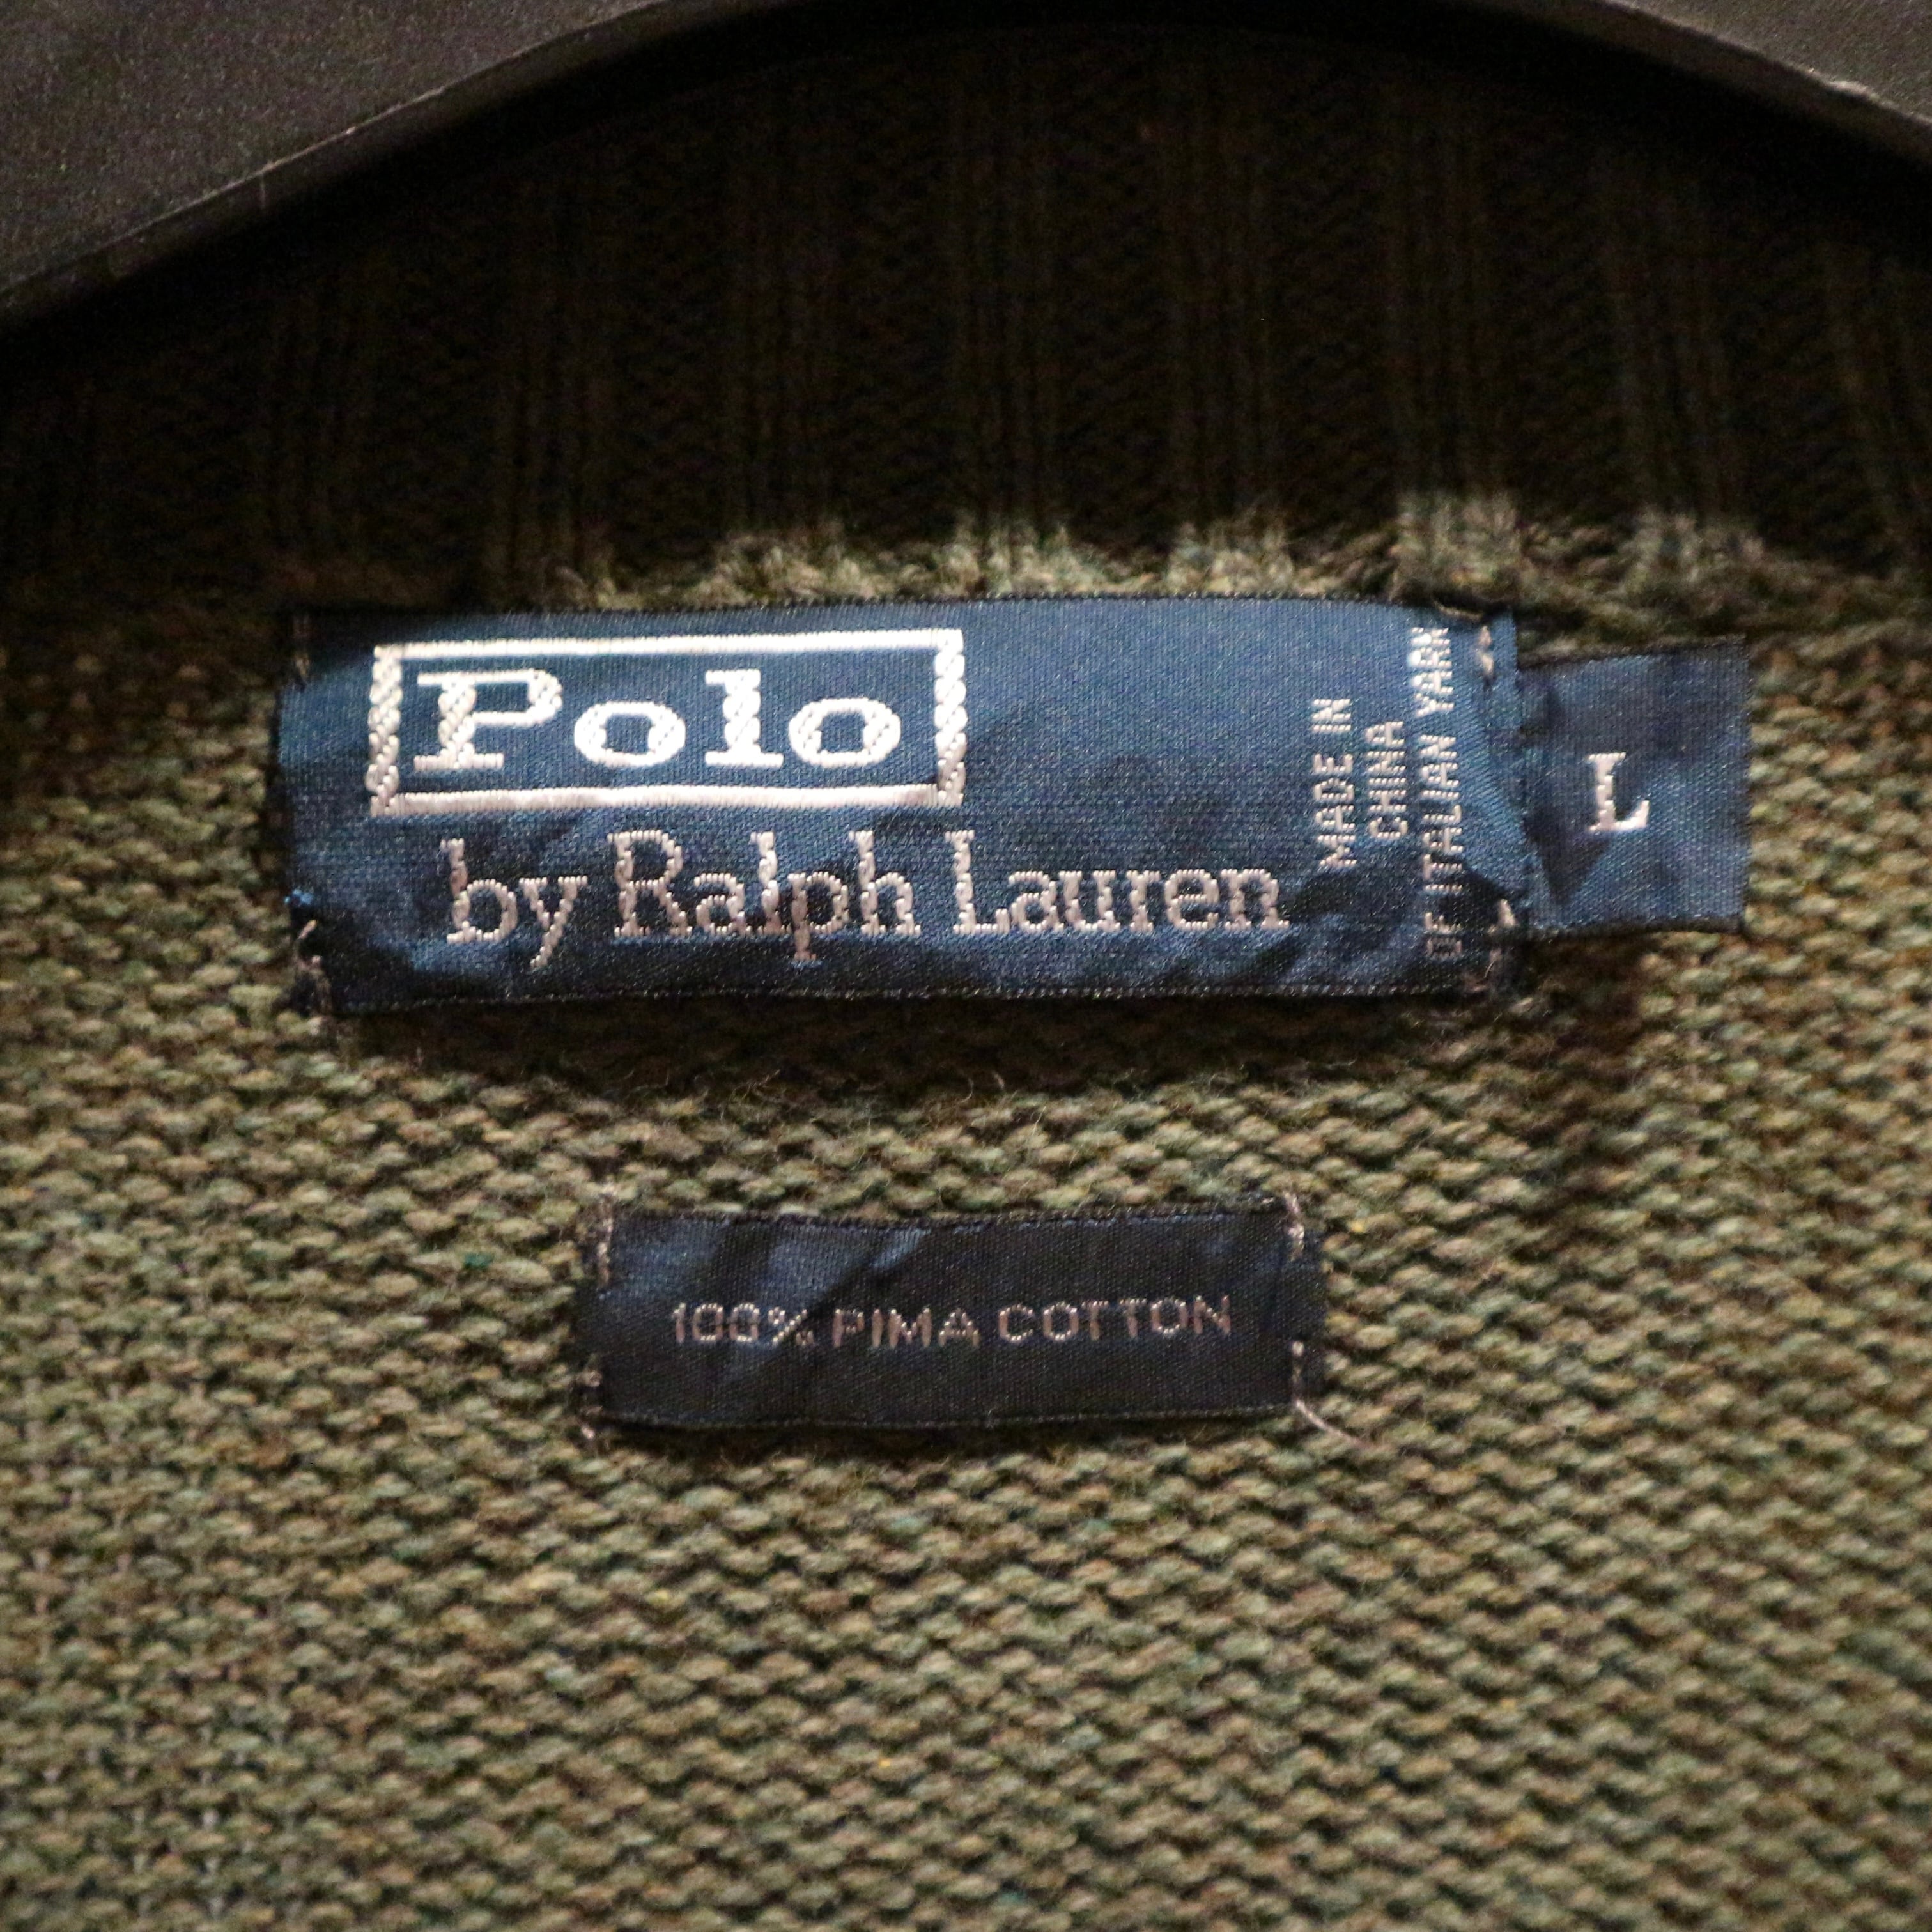 Polo
by Ralph Lauren
MADE IN
CHINA
OF ITALIAN YARN
L
100% PIMA COTTON